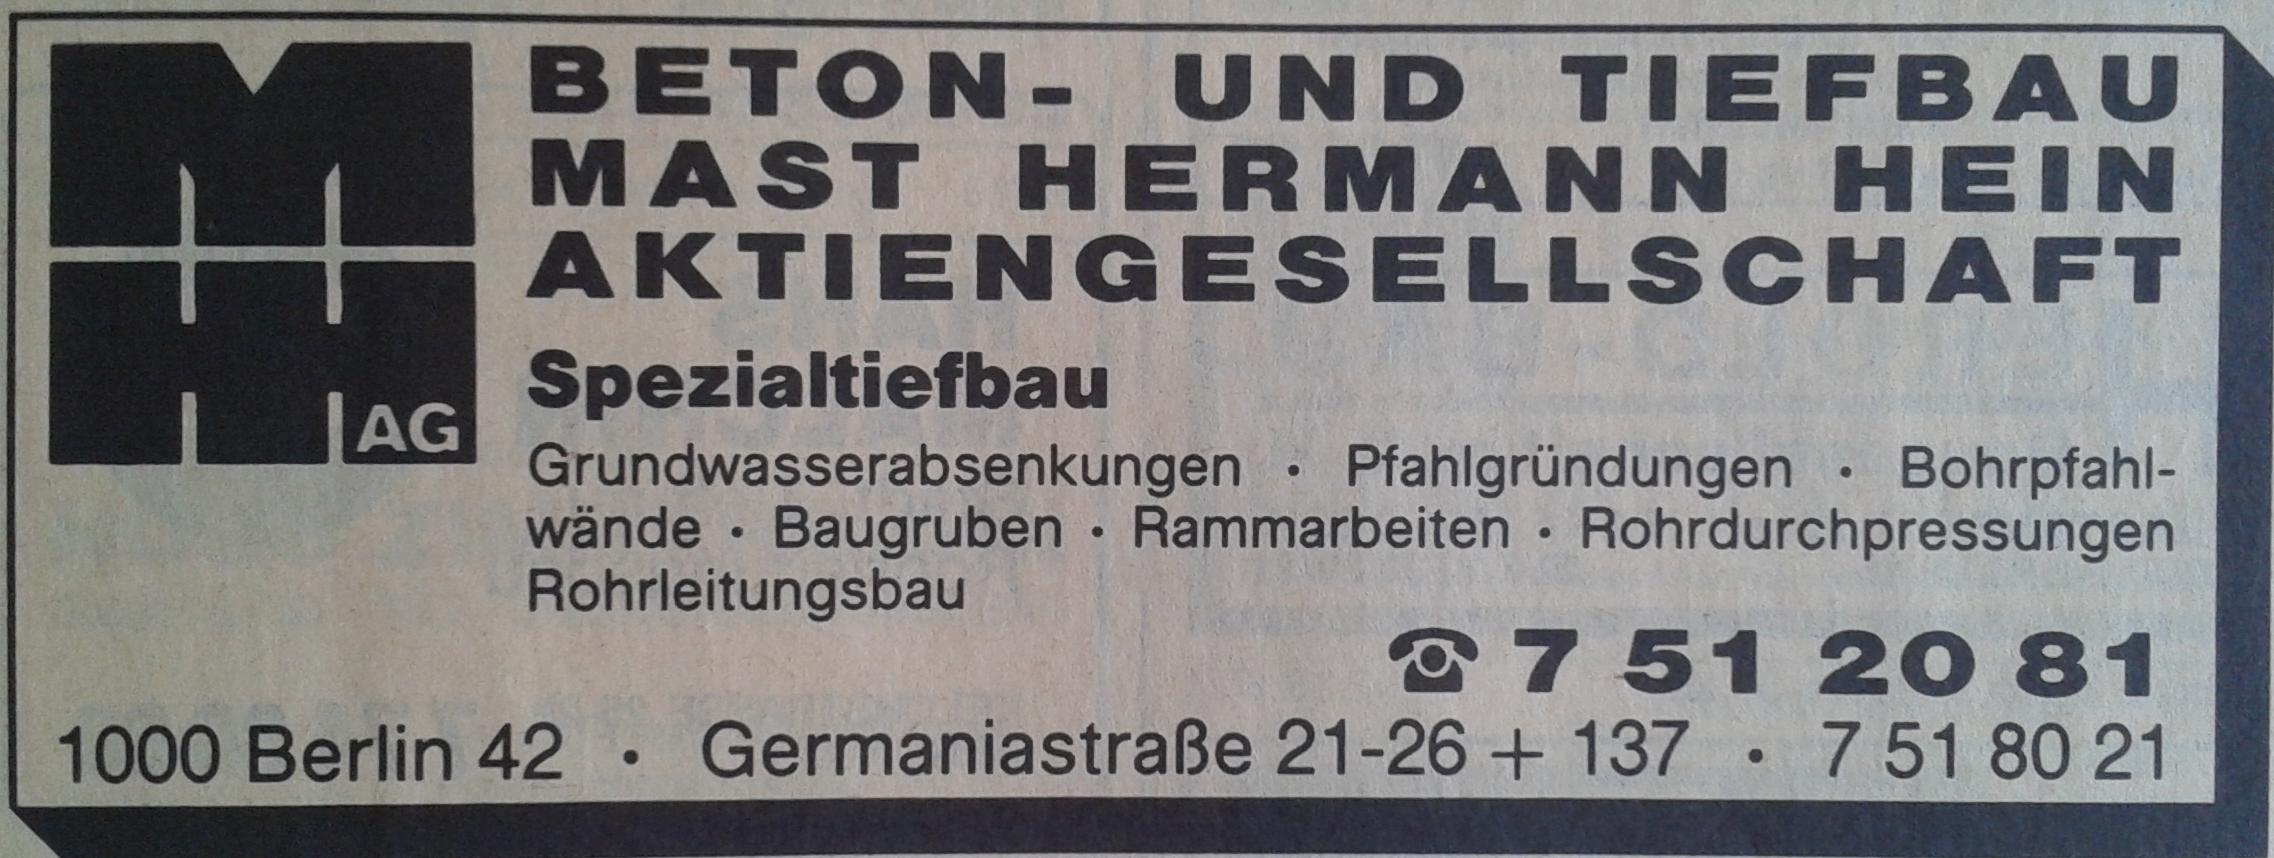 BETON- UND TIEFBAU
MAST HERMANN HEIN
AKTIENGESELLSCHAFT
MH AG
Spezialtiefbau
Grundwasserabsenkungen · Pfahlgründungen · Bohrpfahl-
wände · Baugruben · Rammarbeiten · Rohrdurchpressungen
Rohrleitungsbau
☎ 7 51 20 81
1000 Berlin 42 · Germaniastraße 21-26 + 137 · 7 51 80 21